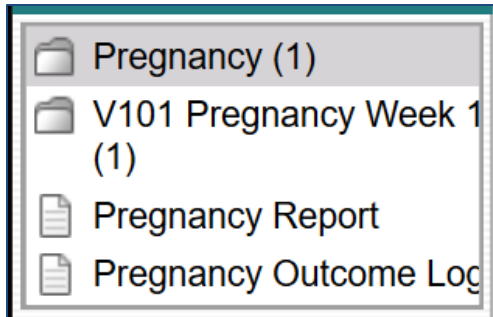 Pregnancy (1)
V101 Pregnancy Week 1
(1)
Pregnancy Report
Pregnancy Outcome Log